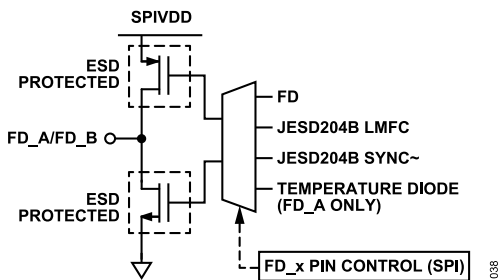 SPIVDD
ESD
PROTECTED
FD_A/FD_B
ESD
PROTECTED
FD
JESD204B LMFC
JESD204B SYNC~
TEMPERATURE DIODE
(FD_A ONLY)
FD_x PIN CONTROL (SPI)
038